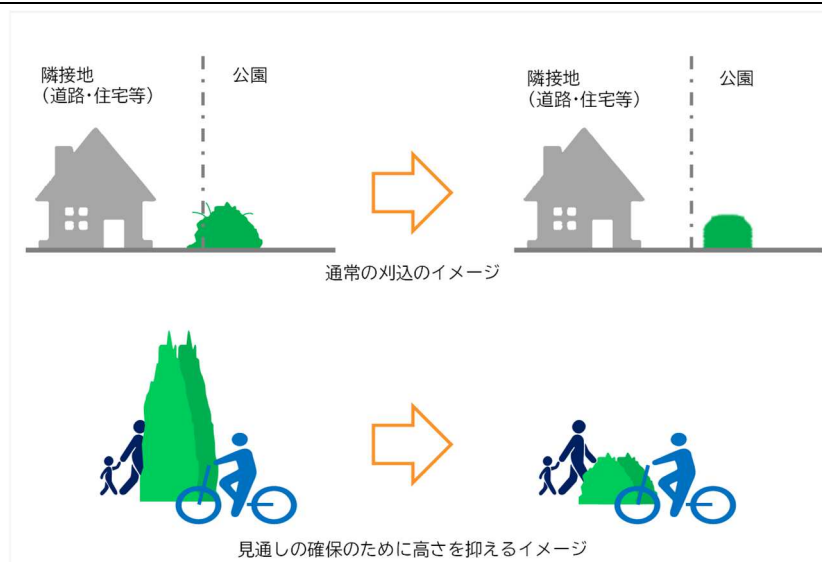 隣接地
（道路・住宅等）
公園
隣接地
（道路・住宅等）
公園
通常の刈込のイメージ
見通しの確保のために高さを抑えるイメージ